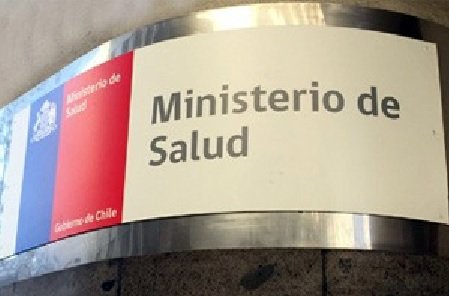 Ministerio de
Salud
Gobierno de Chile
Ministerio de
Salud